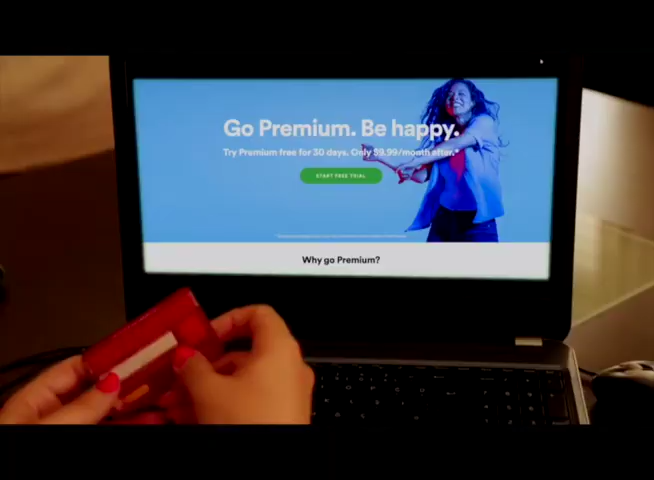 Go Premium. Be happy.
Try Premium free for 30 days. Only $9.99/month after.*
START FREE TRIAL
Why go Premium?